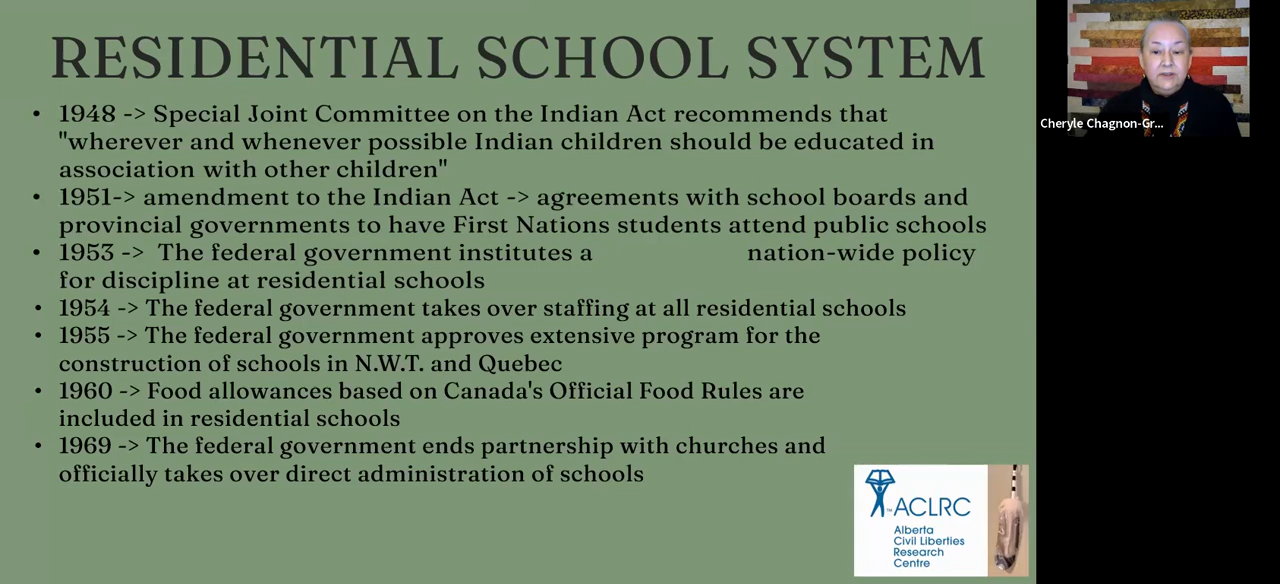 RESIDENTIAL SCHOOL SYSTEM
• 1948 -> Special Joint Committee on the Indian Act recommends that
"wherever and whenever possible Indian children should be educated in
association with other children"
• 1951-> amendment to the Indian Act -> agreements with school boards and
provincial governments to have First Nations students attend public schools
• 1953 -> The federal government institutes a nation-wide policy
for discipline at residential schools
• 1954 -> The federal government takes over staffing at all residential schools
• 1955 -> The federal government approves extensive program for the
construction of schools in N.W.T. and Quebec
• 1960 -> Food allowances based on Canada's Official Food Rules are
included in residential schools
• 1969 -> The federal government ends partnership with churches and
officially takes over direct administration of schools
Cheryle Chagnon-Gr...
TM ACLRC
Alberta
Civil Liberties
Research
Centre